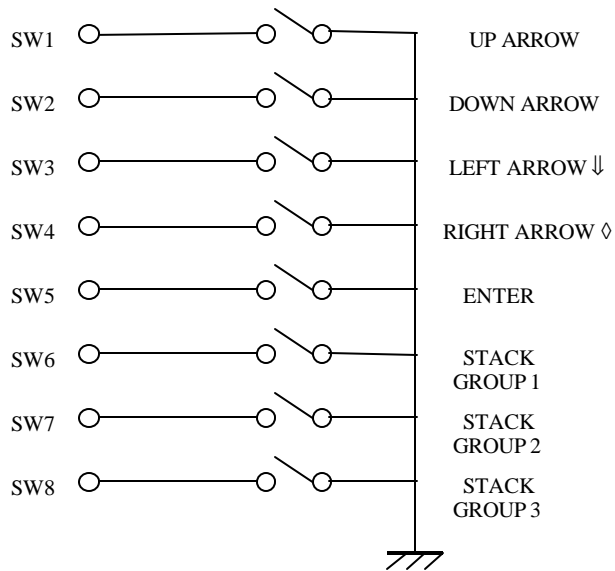 SW1 UP ARROW
SW2 DOWN ARROW
SW3 LEFT ARROW ⇓
SW4 RIGHT ARROW ◊
SW5 ENTER
SW6 STACK
GROUP 1
SW7 STACK
GROUP 2
SW8 STACK
GROUP 3